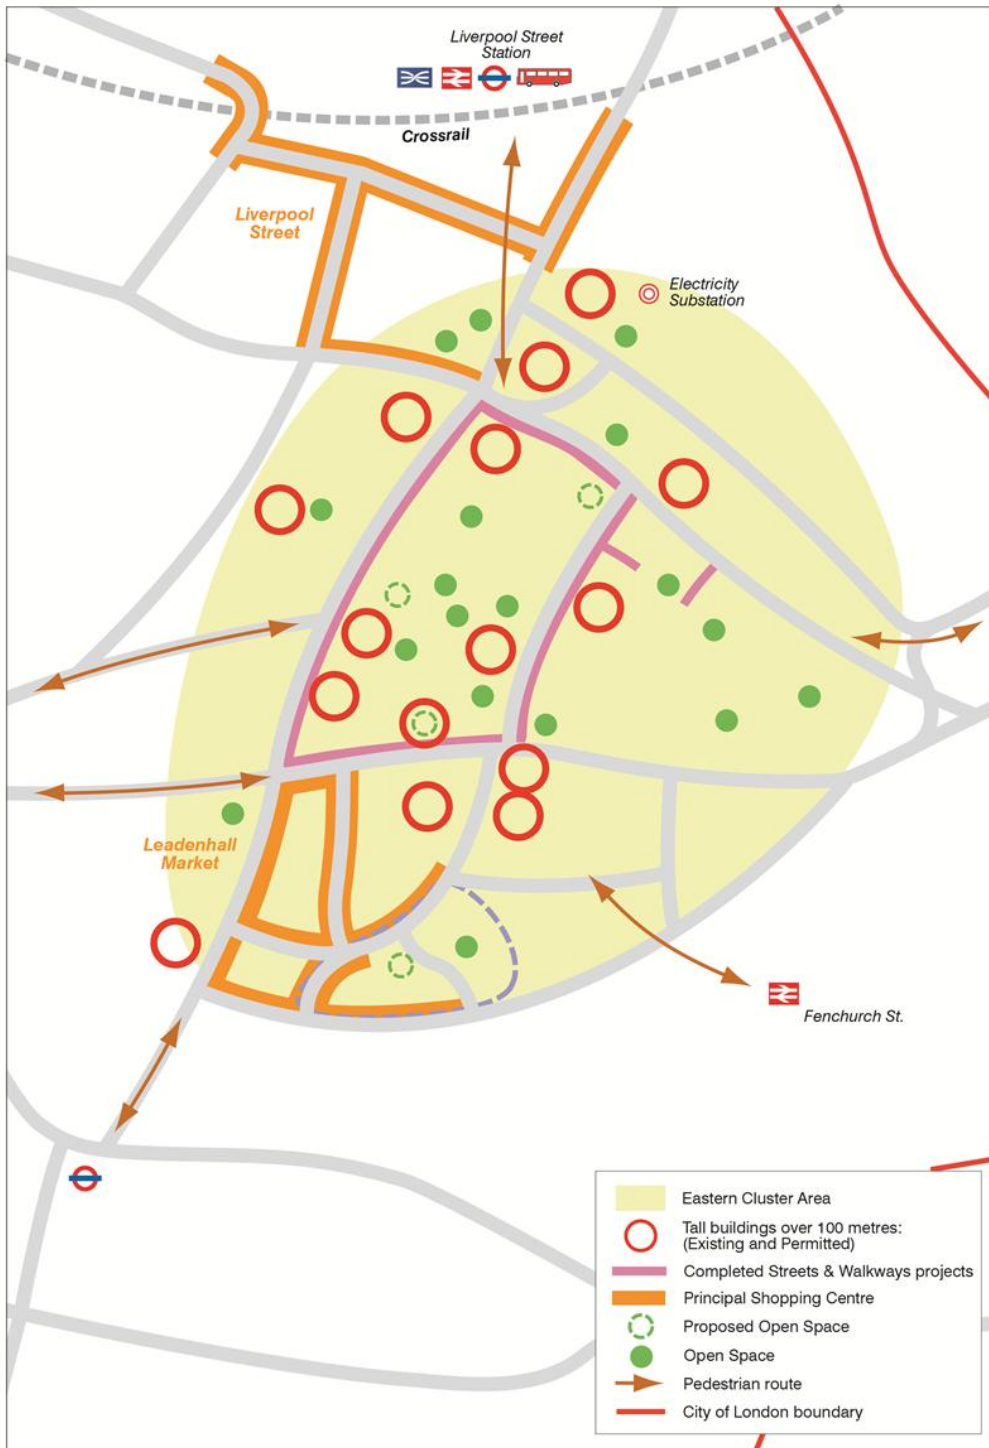 Liverpool Street
Station
Crossrail
Liverpool
Street
Electricity
Substation
Leadenhall
Market
Fenchurch St.
Eastern Cluster Area
Tall buildings over 100 metres:
(Existing and Permitted)
Completed Streets & Walkways projects
Principal Shopping Centre
Proposed Open Space
Open Space
Pedestrian route
City of London boundary